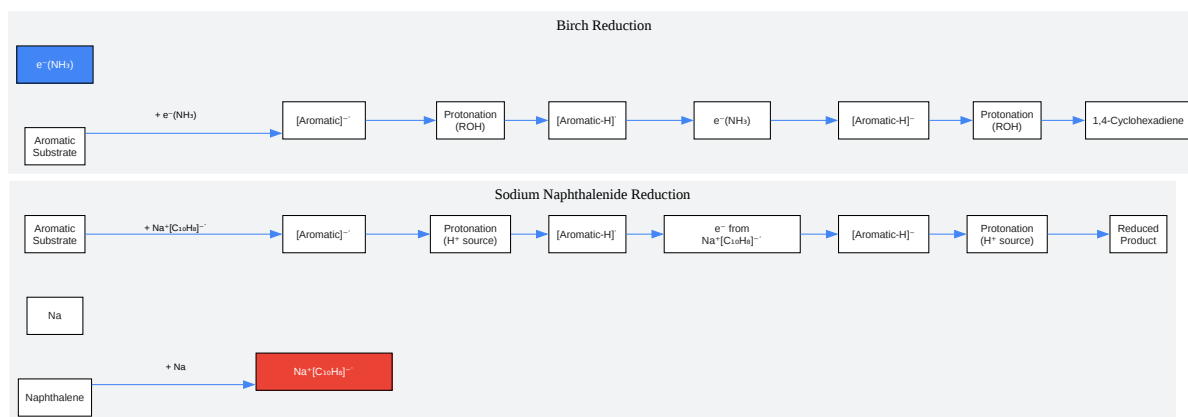 Birch Reduction
e⁻(NH₃)
+ e⁻(NH₃)
Aromatic
Substrate
[Aromatic]⁻˙
Protonation
(ROH)
[Aromatic-H]˙
e⁻(NH₃)
[Aromatic-H]⁻
Protonation
(ROH)
1,4-Cyclohexadiene
Sodium Naphthalenide Reduction
Aromatic
Substrate
+ Na⁺[C₁₀H₈]⁻˙
[Aromatic]⁻˙
Protonation
(H⁺ source)
[Aromatic-H]˙
e⁻ from
Na⁺[C₁₀H₈]⁻˙
[Aromatic-H]⁻
Protonation
(H⁺ source)
Reduced
Product
Na
+ Na
Naphthalene
Na⁺[C₁₀H₈]⁻˙